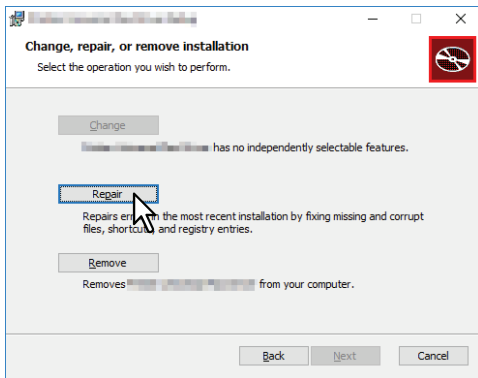 Change, repair, or remove installation
Select the operation you wish to perform.
Change
has no independently selectable features.
Repair
Repairs in the most recent installation by fixing missing and corrupt
files, and registry entries.
Remove
Removes from your computer.
Back Next Cancel